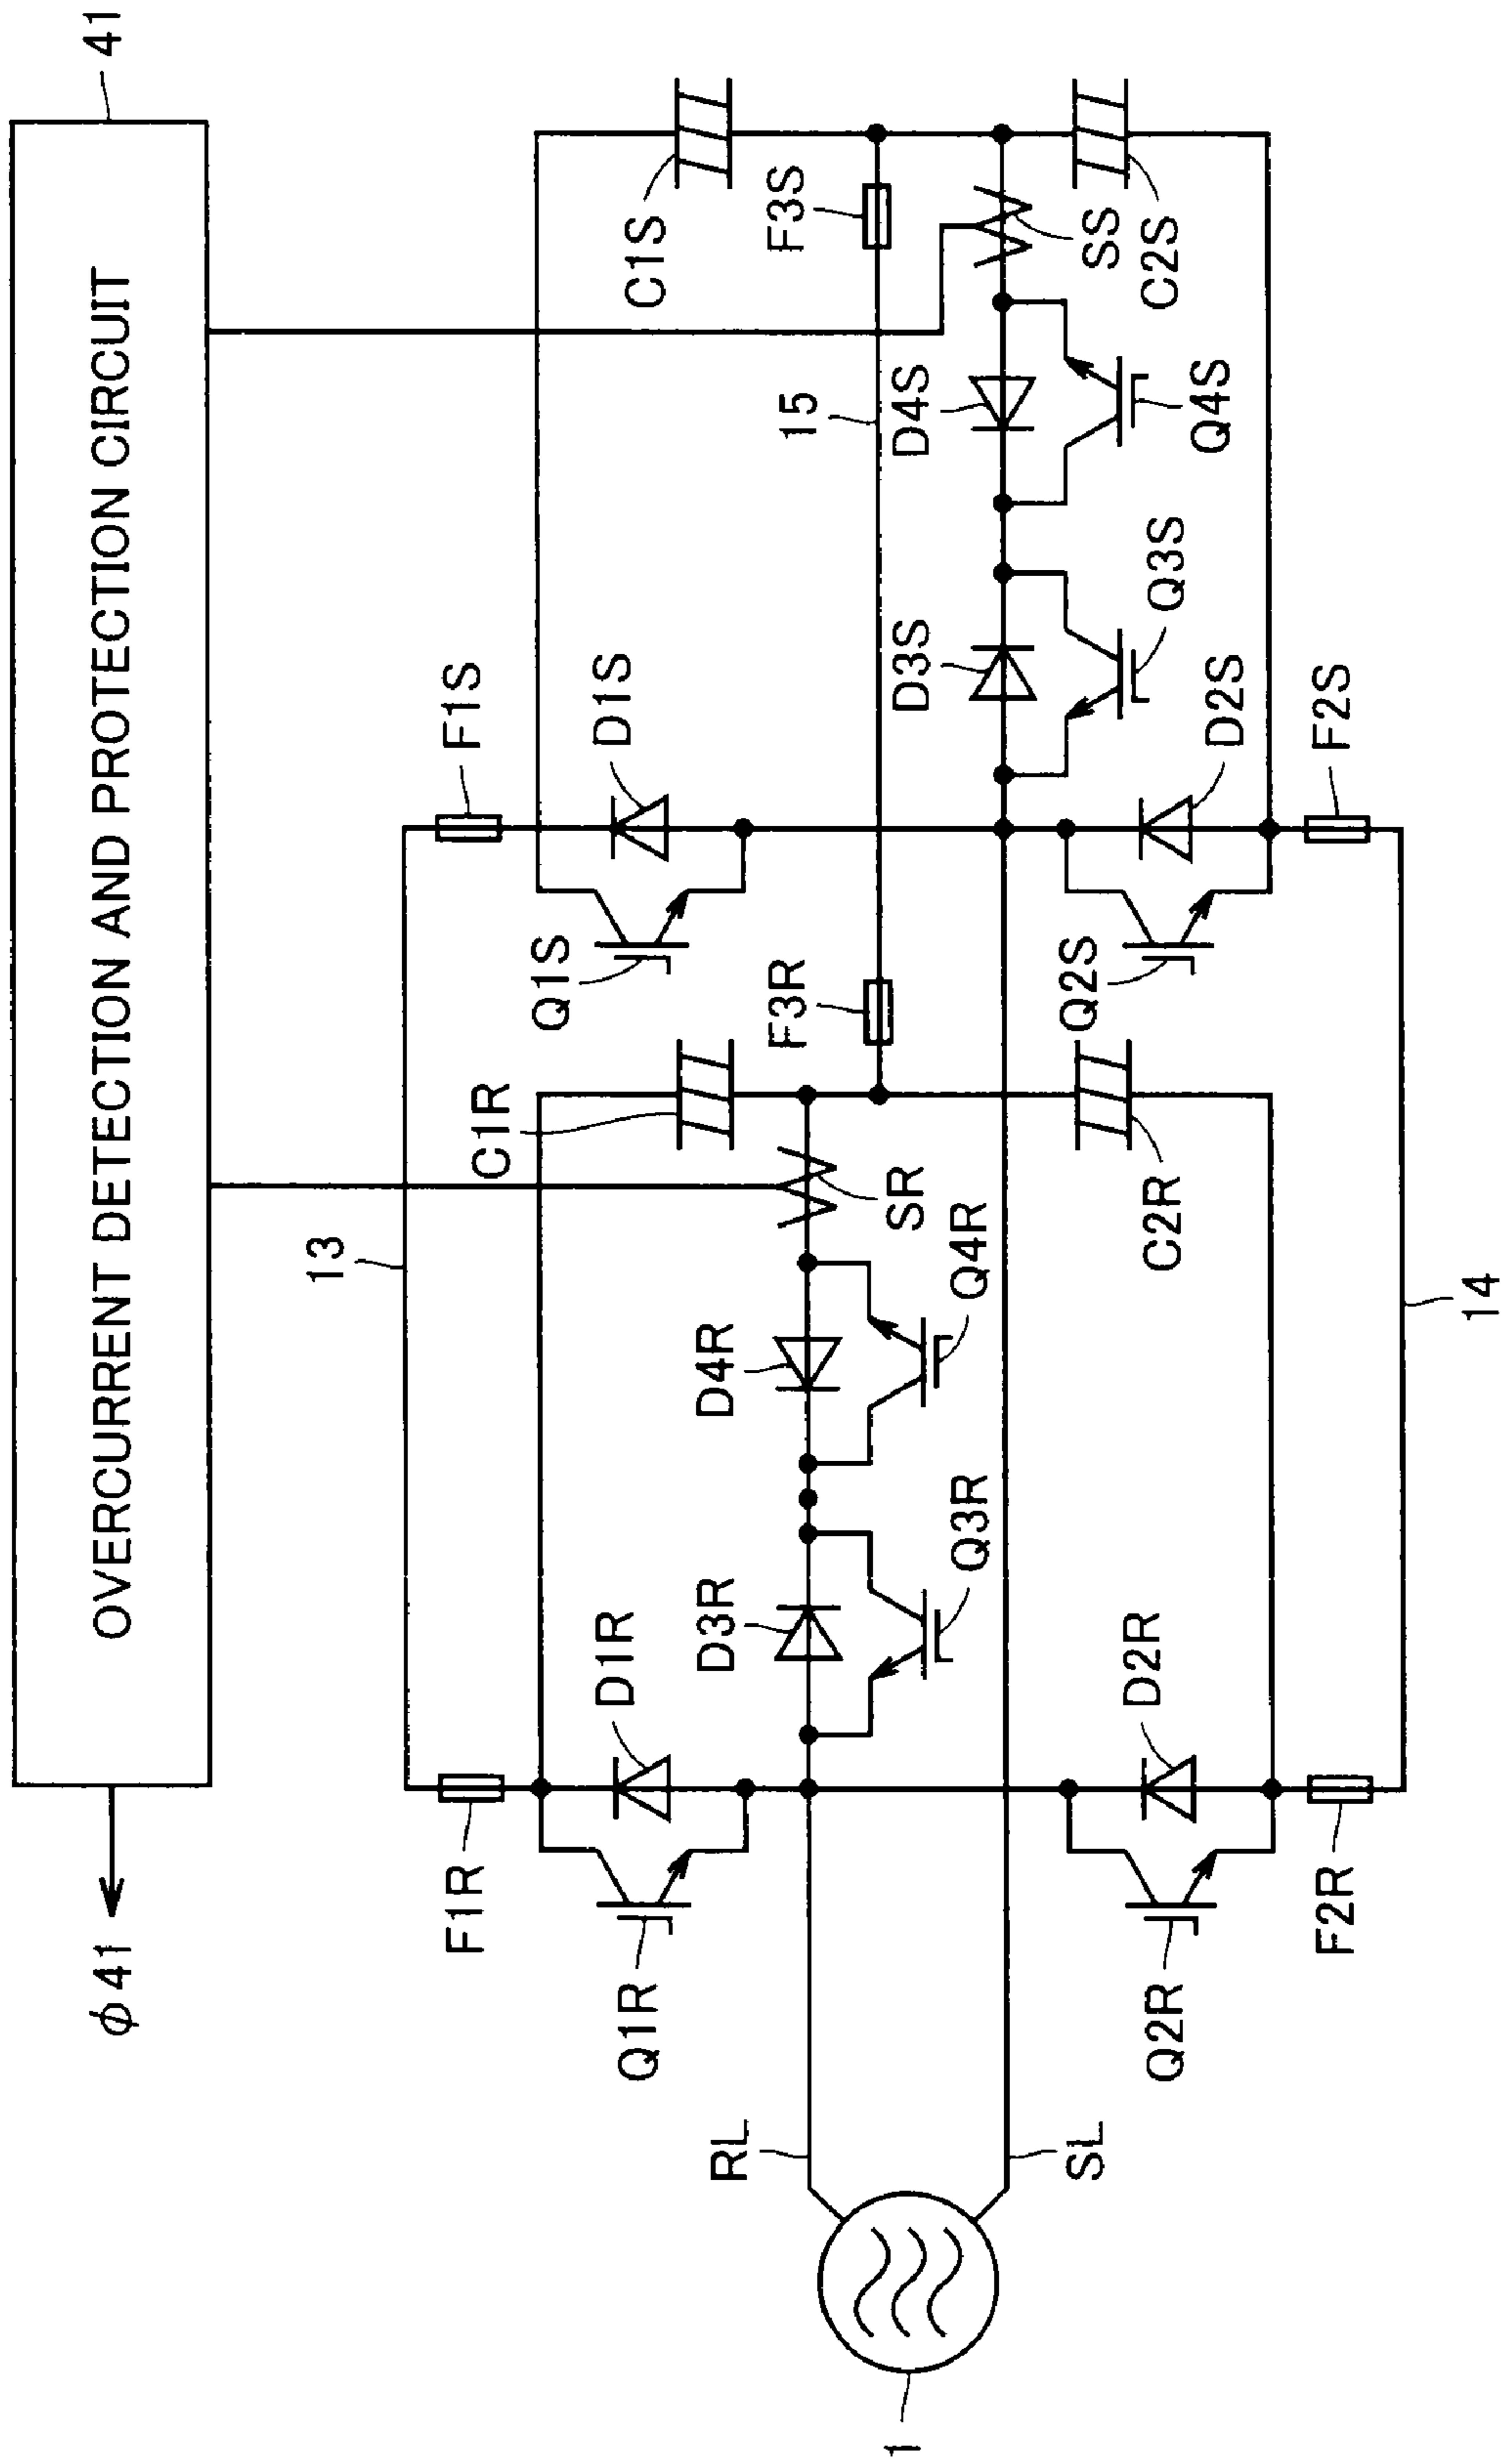 41
OVERCURRENT DETECTION AND PROTECTION CIRCUIT
φ41
13
F1R
F1S
Q1R
D1R
C1R
Q1S
D1S
C1S
RL
D3R
D4R
SR
F3R
15
F3S
1
Q3R
Q4R
D3S
D4S
SS
SL
Q3S
Q4S
Q2R
D2R
C2R
Q2S
D2S
C2S
F2R
F2S
14